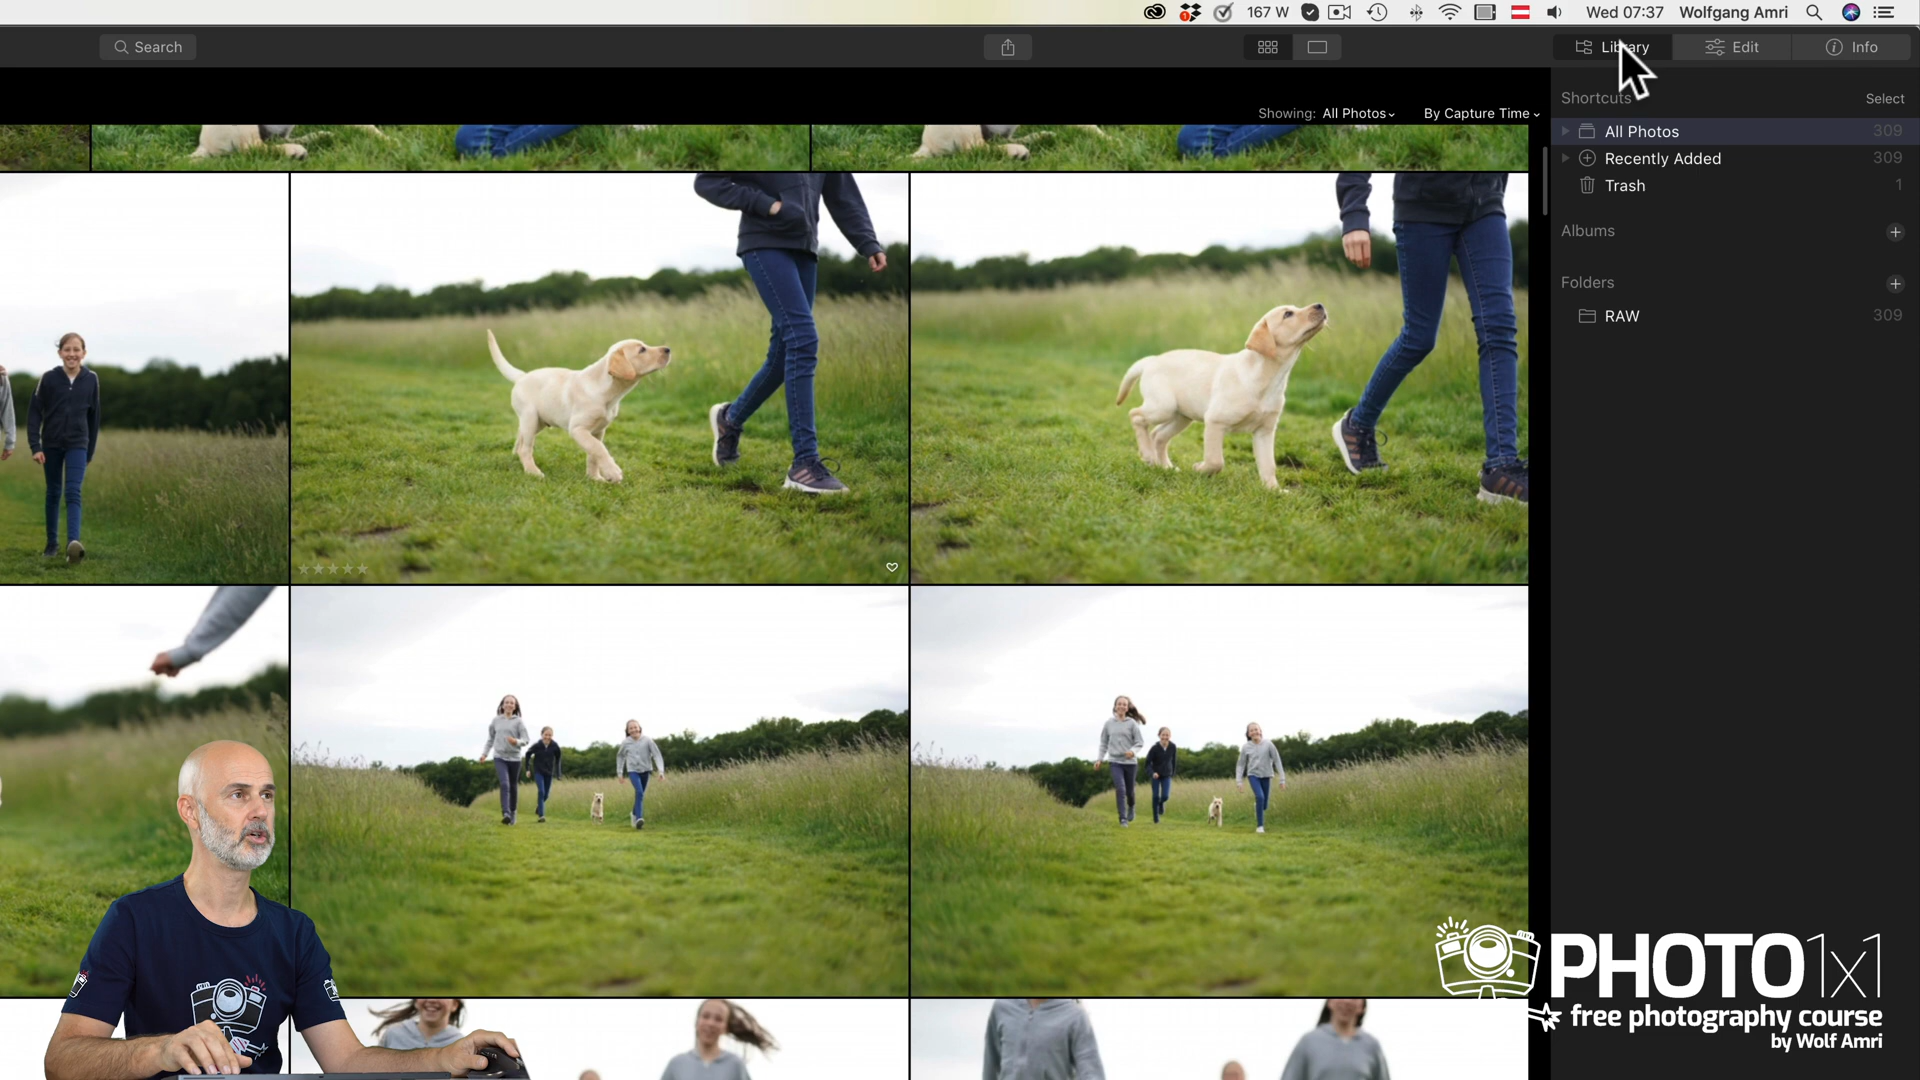 167 W
Wed 07:37 Wolfgang Amri
Search
Library
Edit
Info
Showing: All Photos
By Capture Time
Shortcuts
Select
All Photos 309
Recently Added 309
Trash 1
Albums
Folders
RAW 309
PHOTO1x1
free photography course
by Wolf Amri